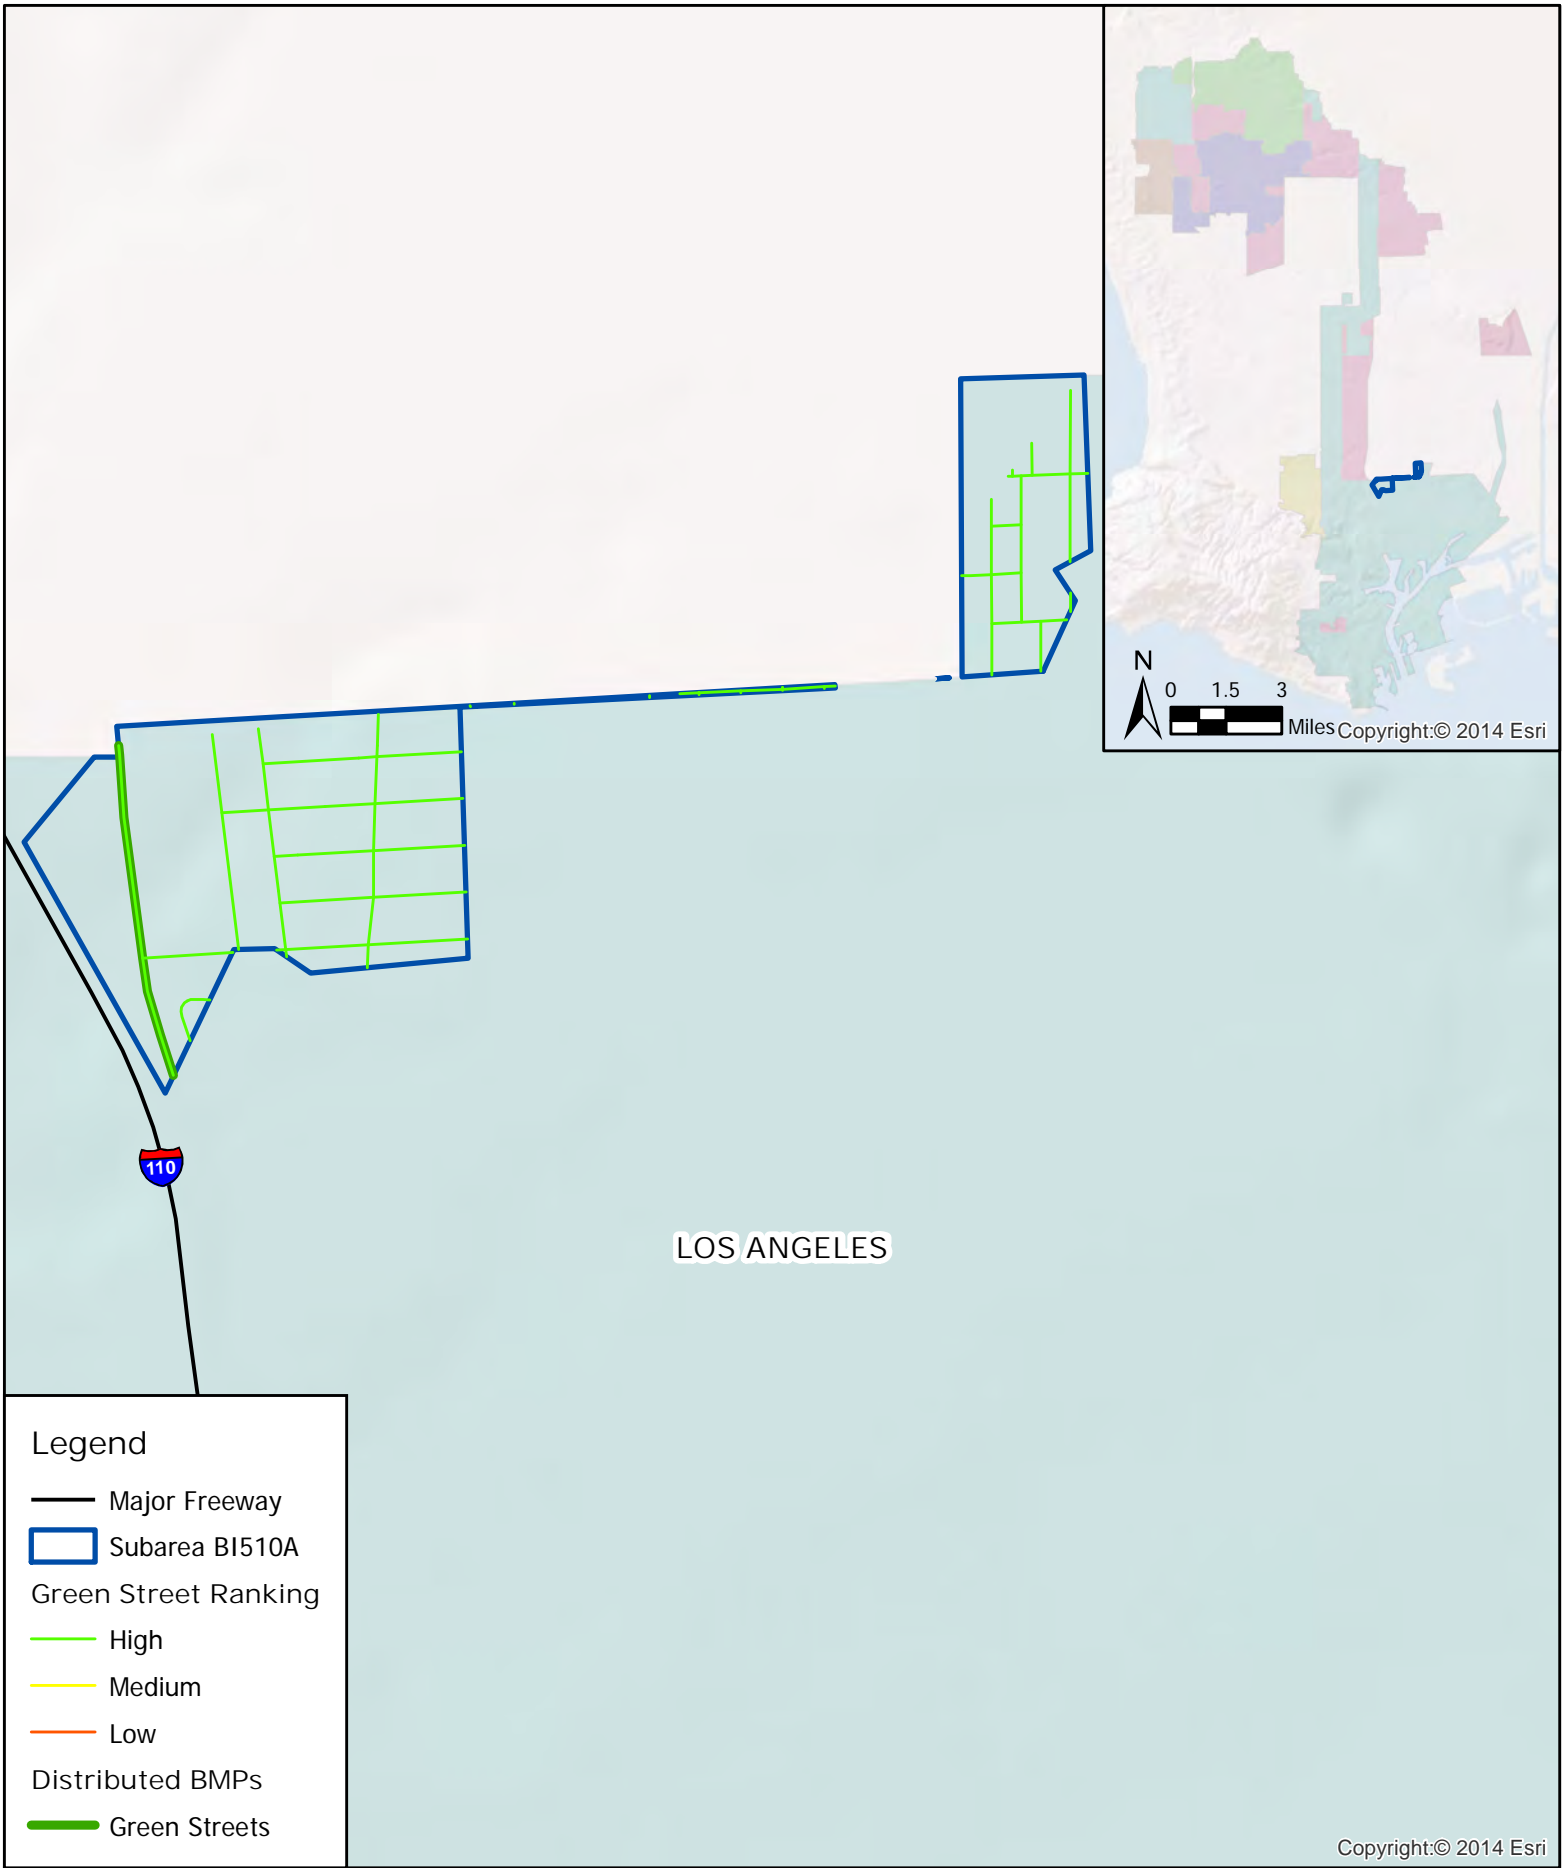 N
0 1.5 3
Miles
Copyright:© 2014 Esri
110
LOS ANGELES
Legend
Major Freeway
Subarea BI510A
Green Street Ranking
High
Medium
Low
Distributed BMPs
Green Streets
Copyright:© 2014 Esri